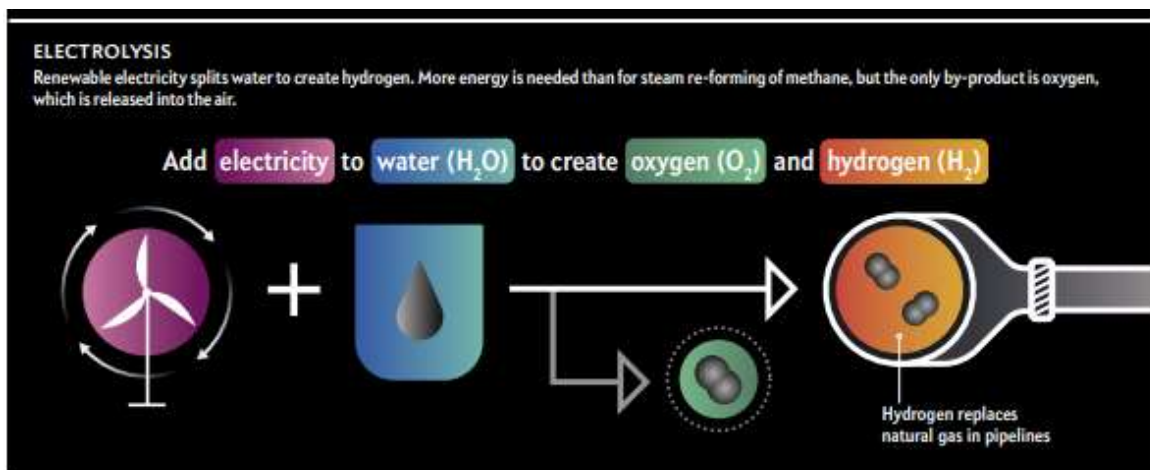 ELECTROLYSIS
Renewable electricity splits water to create hydrogen. More energy is needed than for steam re-forming of methane, but the only by-product is oxygen,
which is released into the air.
Add electricity to water (H₂O) to create oxygen (O₂) and hydrogen (H₂)
Hydrogen replaces
natural gas in pipelines